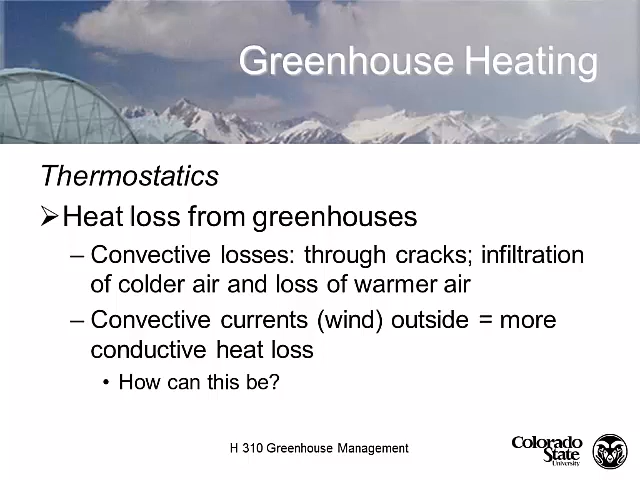 Greenhouse Heating
Thermostatics
➢Heat loss from greenhouses
– Convective losses: through cracks; infiltration
of colder air and loss of warmer air
– Convective currents (wind) outside = more
conductive heat loss
• How can this be?
H 310 Greenhouse Management
Colorado
State
University